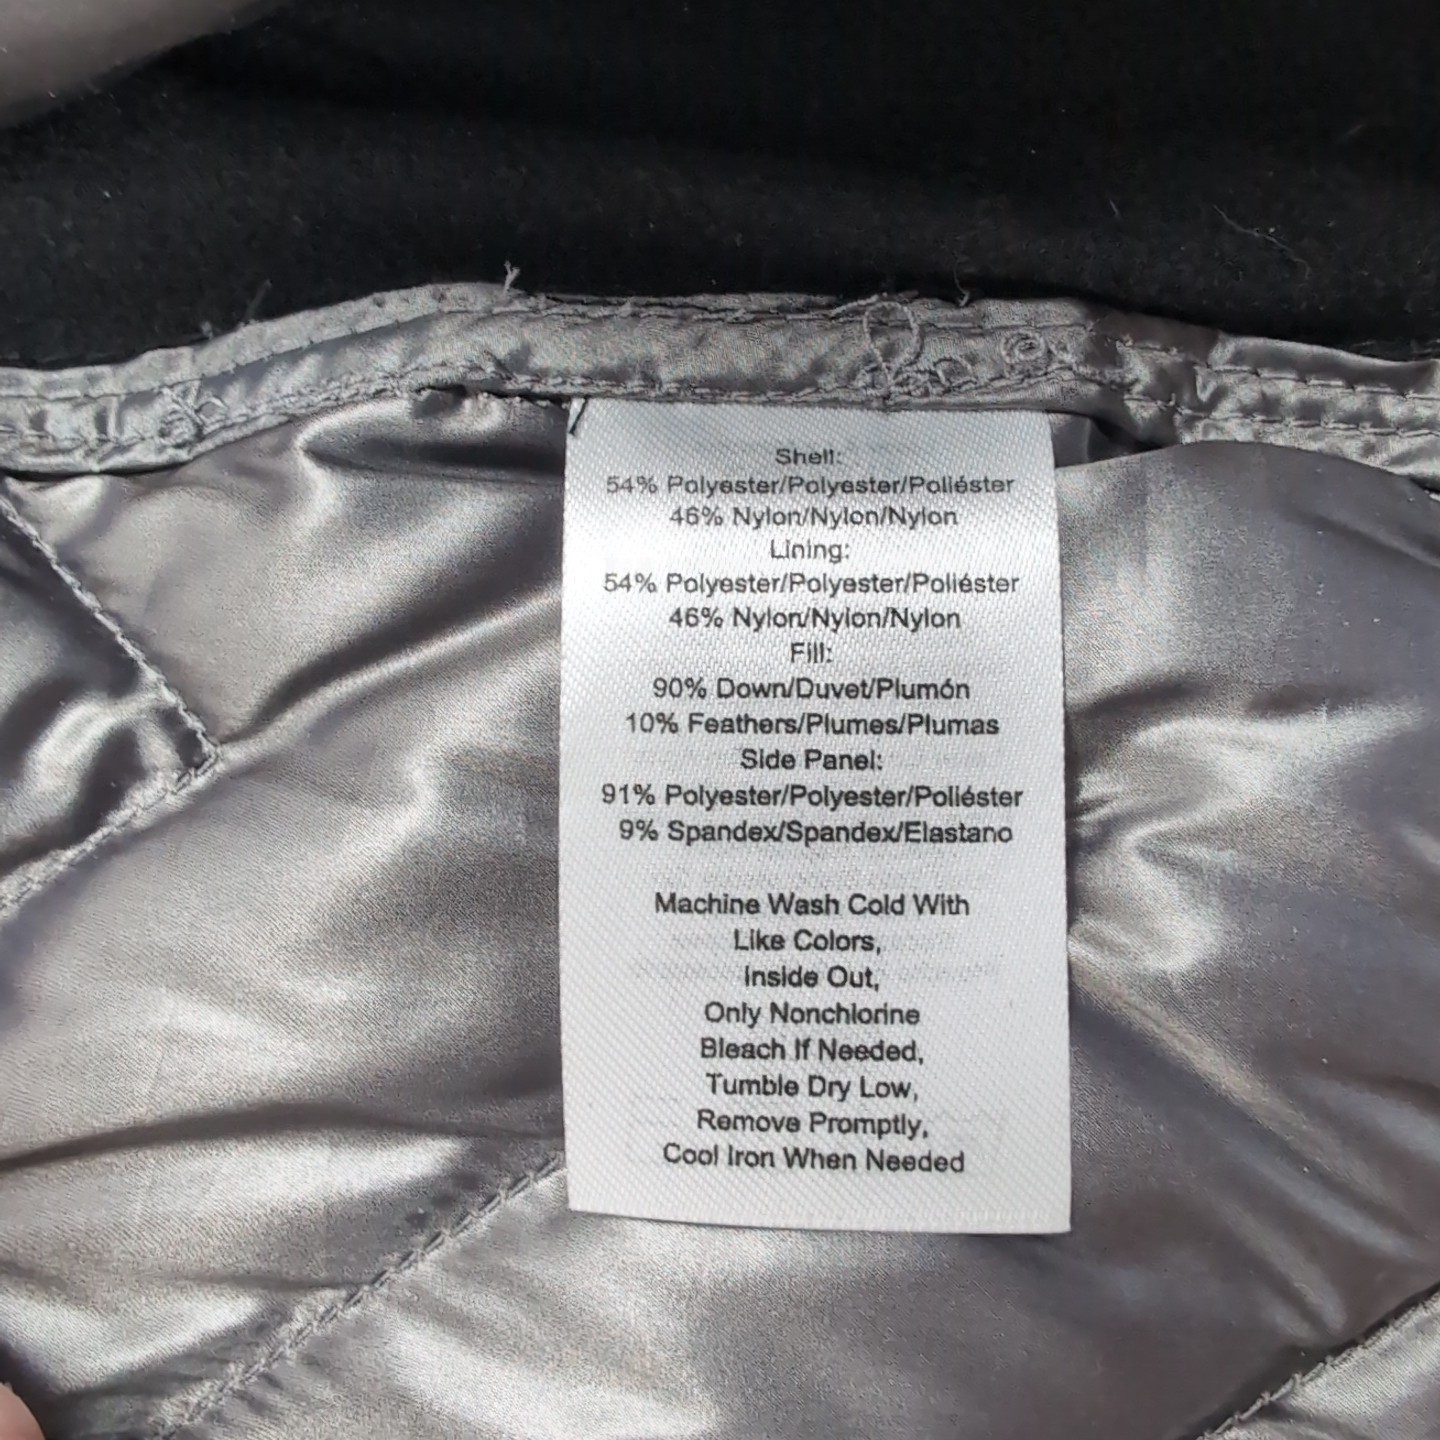 Shell:
54% Polyester/Polyester/Poliéster
46% Nylon/Nylon/Nylon
Lining:
54% Polyester/Polyester/Poliéster
46% Nylon/Nylon/Nylon
Fill:
90% Down/Duvet/Plumón
10% Feathers/Plumes/Plumas
Side Panel:
91% Polyester/Polyester/Poliéster
9% Spandex/Spandex/Elastano
Machine Wash Cold With
Like Colors,
Inside Out,
Only Nonchlorine
Bleach If Needed,
Tumble Dry Low,
Remove Promptly,
Cool Iron When Needed